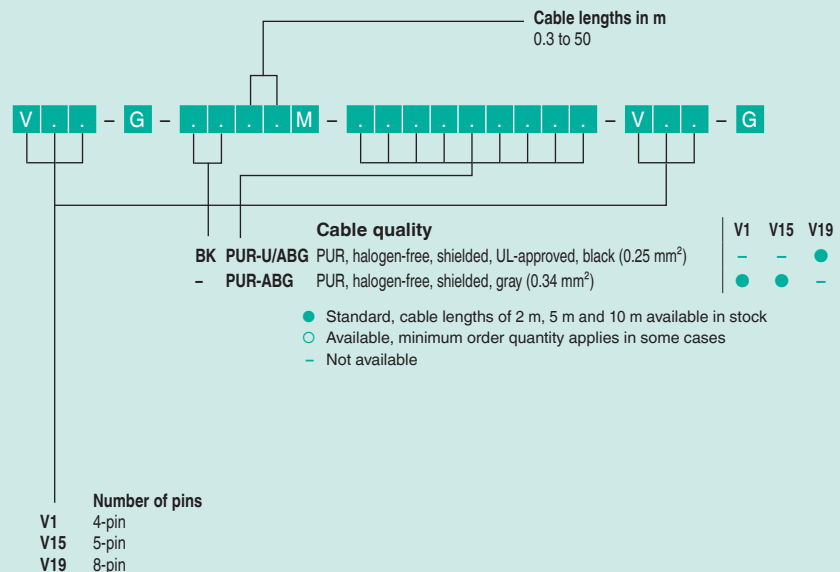 Cable lengths in m
0.3 to 50
V . . – G – . . . . M – . . . . . . . . . – V . . – G
Cable quality V1 V15 V19
BK PUR-U/ABG PUR, halogen-free, shielded, UL-approved, black (0.25 mm²) – – ●
– PUR-ABG PUR, halogen-free, shielded, gray (0.34 mm²) ● ● –
● Standard, cable lengths of 2 m, 5 m and 10 m available in stock
○ Available, minimum order quantity applies in some cases
– Not available
Number of pins
V1 4-pin
V15 5-pin
V19 8-pin